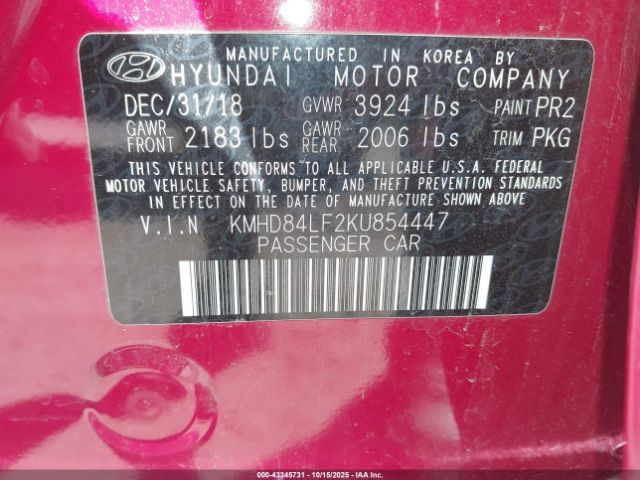 MANUFACTURED IN KOREA BY
HYUNDAI MOTOR COMPANY
DEC/31/18 GVWR 3924 lbs PAINT PR2
GAWR FRONT 2183 lbs GAWR REAR 2006 lbs TRIM PKG
THIS VEHICLE CONFORMS TO ALL APPLICABLE U.S.A. FEDERAL
MOTOR VEHICLE SAFETY, BUMPER, AND THEFT PREVENTION STANDARDS
IN EFFECT ON THE DATE OF MANUFACTURE SHOWN ABOVE.
V.I.N KMHD84LF2KU854447
PASSENGER CAR
© IAA - 43345731 - 10/15/2025 - IAAI.COM